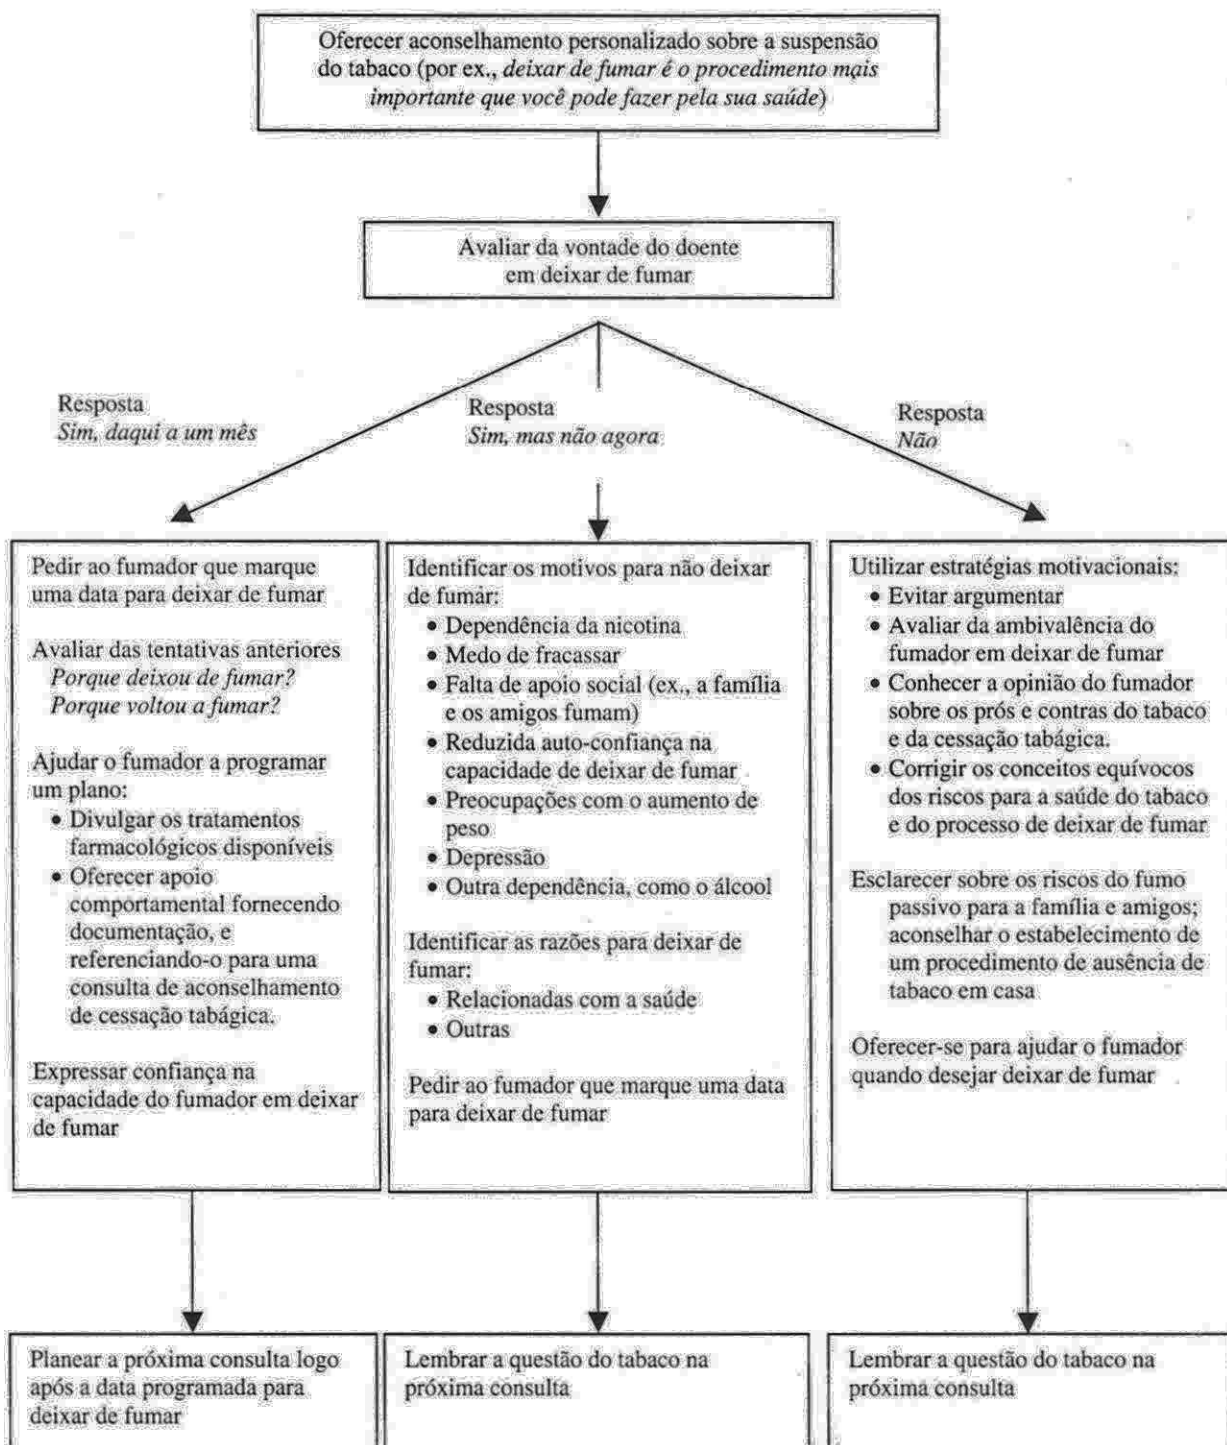 Oferecer aconselhamento personalizado sobre a suspensão
do tabaco (por ex., deixar de fumar é o procedimento mais
importante que você pode fazer pela sua saúde)
Avaliar da vontade do doente
em deixar de fumar
Resposta
Sim, daqui a um mês
Resposta
Sim, mas não agora
Resposta
Não
Pedir ao fumador que marque
uma data para deixar de fumar
Avaliar das tentativas anteriores
Porque deixou de fumar?
Porque voltou a fumar?
Ajudar o fumador a programar
um plano:
• Divulgar os tratamentos
farmacológicos disponíveis
• Oferecer apoio
comportamental fornecendo
documentação, e
referenciando-o para uma
consulta de aconselhamento
de cessação tabágica.
Expressar confiança na
capacidade do fumador em deixar
de fumar
Identificar os motivos para não deixar
de fumar:
• Dependência da nicotina
• Medo de fracassar
• Falta de apoio social (ex., a família
e os amigos fumam)
• Reduzida auto-confiança na
capacidade de deixar de fumar
• Preocupações com o aumento de
peso
• Depressão
• Outra dependência, como o álcool
Identificar as razões para deixar de
fumar:
• Relacionadas com a saúde
• Outras
Pedir ao fumador que marque uma data
para deixar de fumar
Utilizar estratégias motivacionais:
• Evitar argumentar
• Avaliar da ambivalência do
fumador em deixar de fumar
• Conhecer a opinião do fumador
sobre os prós e contras do tabaco
e da cessação tabágica.
• Corrigir os conceitos equívocos
dos riscos para a saúde do tabaco
e do processo de deixar de fumar
Esclarecer sobre os riscos do fumo
passivo para a família e amigos;
aconselhar o estabelecimento de
um procedimento de ausência de
tabaco em casa
Oferecer-se para ajudar o fumador
quando desejar deixar de fumar
Planear a próxima consulta logo
após a data programada para
deixar de fumar
Lembrar a questão do tabaco na
próxima consulta
Lembrar a questão do tabaco na
próxima consulta